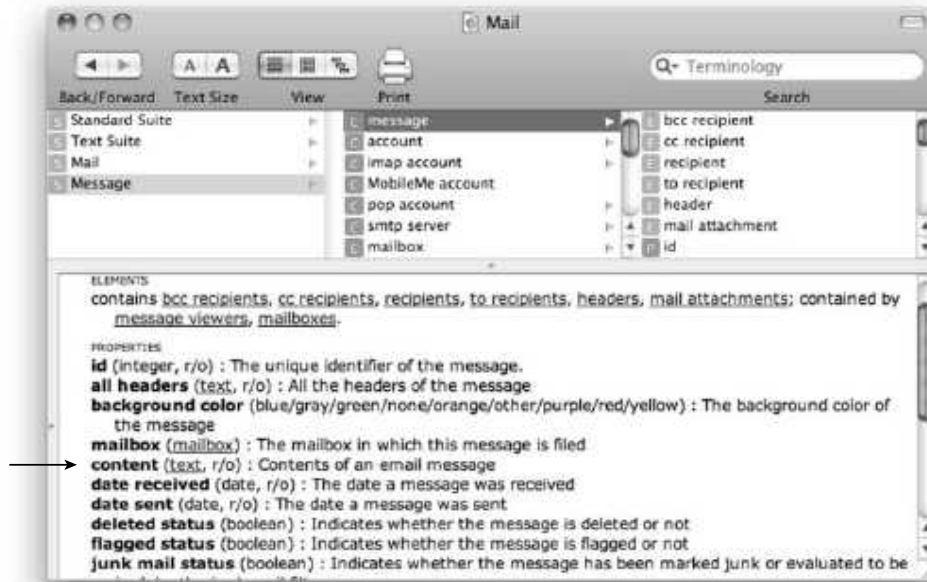 Mail
A A
Q Terminology
Back/Forward Text Size View Print Search
Standard Suite
Text Suite
Mail
Message
message
account
imap account
MobileMe account
pop account
smtp server
mailbox
bcc recipient
cc recipient
recipient
to recipient
header
mail attachment
id
ELEMENTS
contains bcc recipients, cc recipients, recipients, to recipients, headers, mail attachments; contained by
message viewers, mailboxes.
PROPERTIES
id (integer, r/o) : The unique identifier of the message.
all headers (text, r/o) : All the headers of the message
background color (blue/gray/green/none/orange/other/purple/red/yellow) : The background color of
the message
mailbox (mailbox) : The mailbox in which this message is filed
content (text, r/o) : Contents of an email message
date received (date, r/o) : The date a message was received
date sent (date, r/o) : The date a message was sent
deleted status (boolean) : Indicates whether the message is deleted or not
flagged status (boolean) : Indicates whether the message is flagged or not
junk mail status (boolean) : Indicates whether the message has been marked junk or evaluated to be